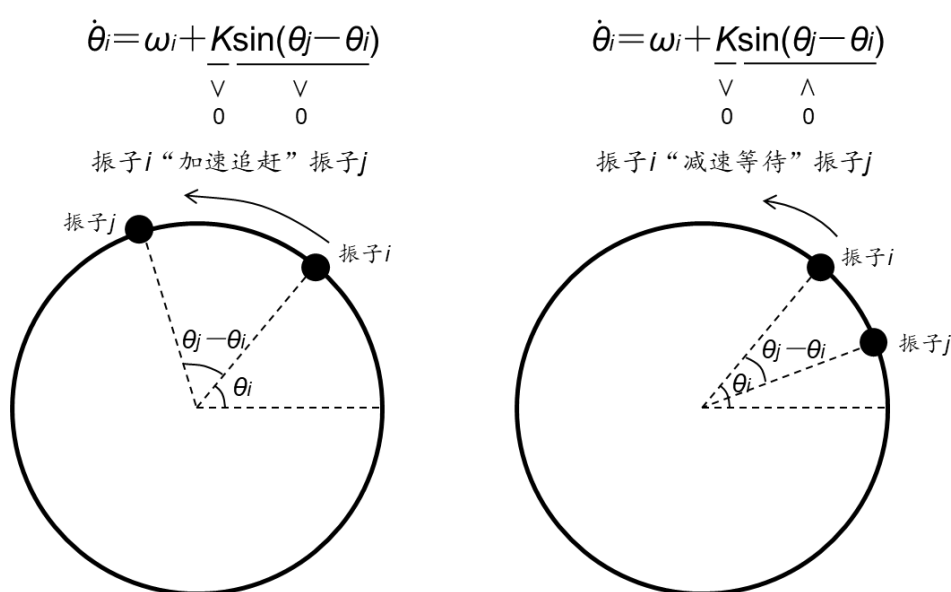 θ̇i=ωi+Ksin(θj−θi)
∨ ∨
0 0
振子i“加速追赶”振子j
振子j
振子i
θj−θi
θi
θ̇i=ωi+Ksin(θj−θi)
∨ ∧
0 0
振子i“减速等待”振子j
振子i
振子j
θj−θi
θi